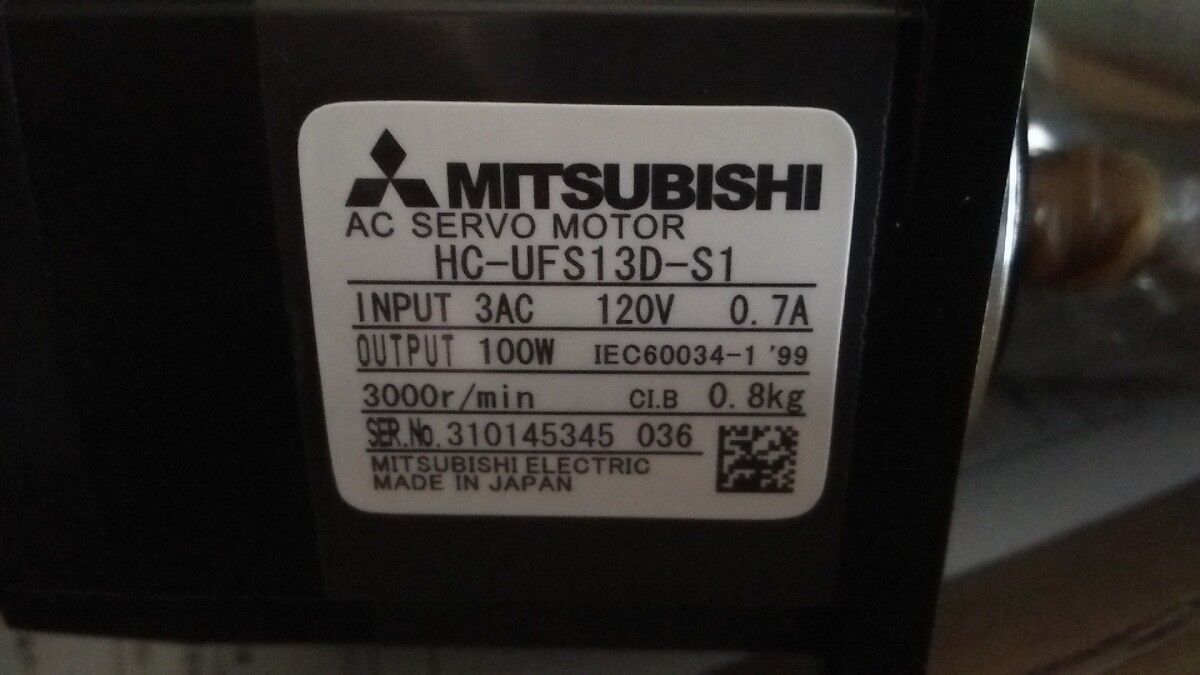 MITSUBISHI
AC SERVO MOTOR
HC-UFS13D-S1
INPUT 3AC 120V 0.7A
OUTPUT 100W IEC60034-1 '99
3000r/min CI.B 0.8kg
SER.No. 310145345 036
MITSUBISHI ELECTRIC
MADE IN JAPAN